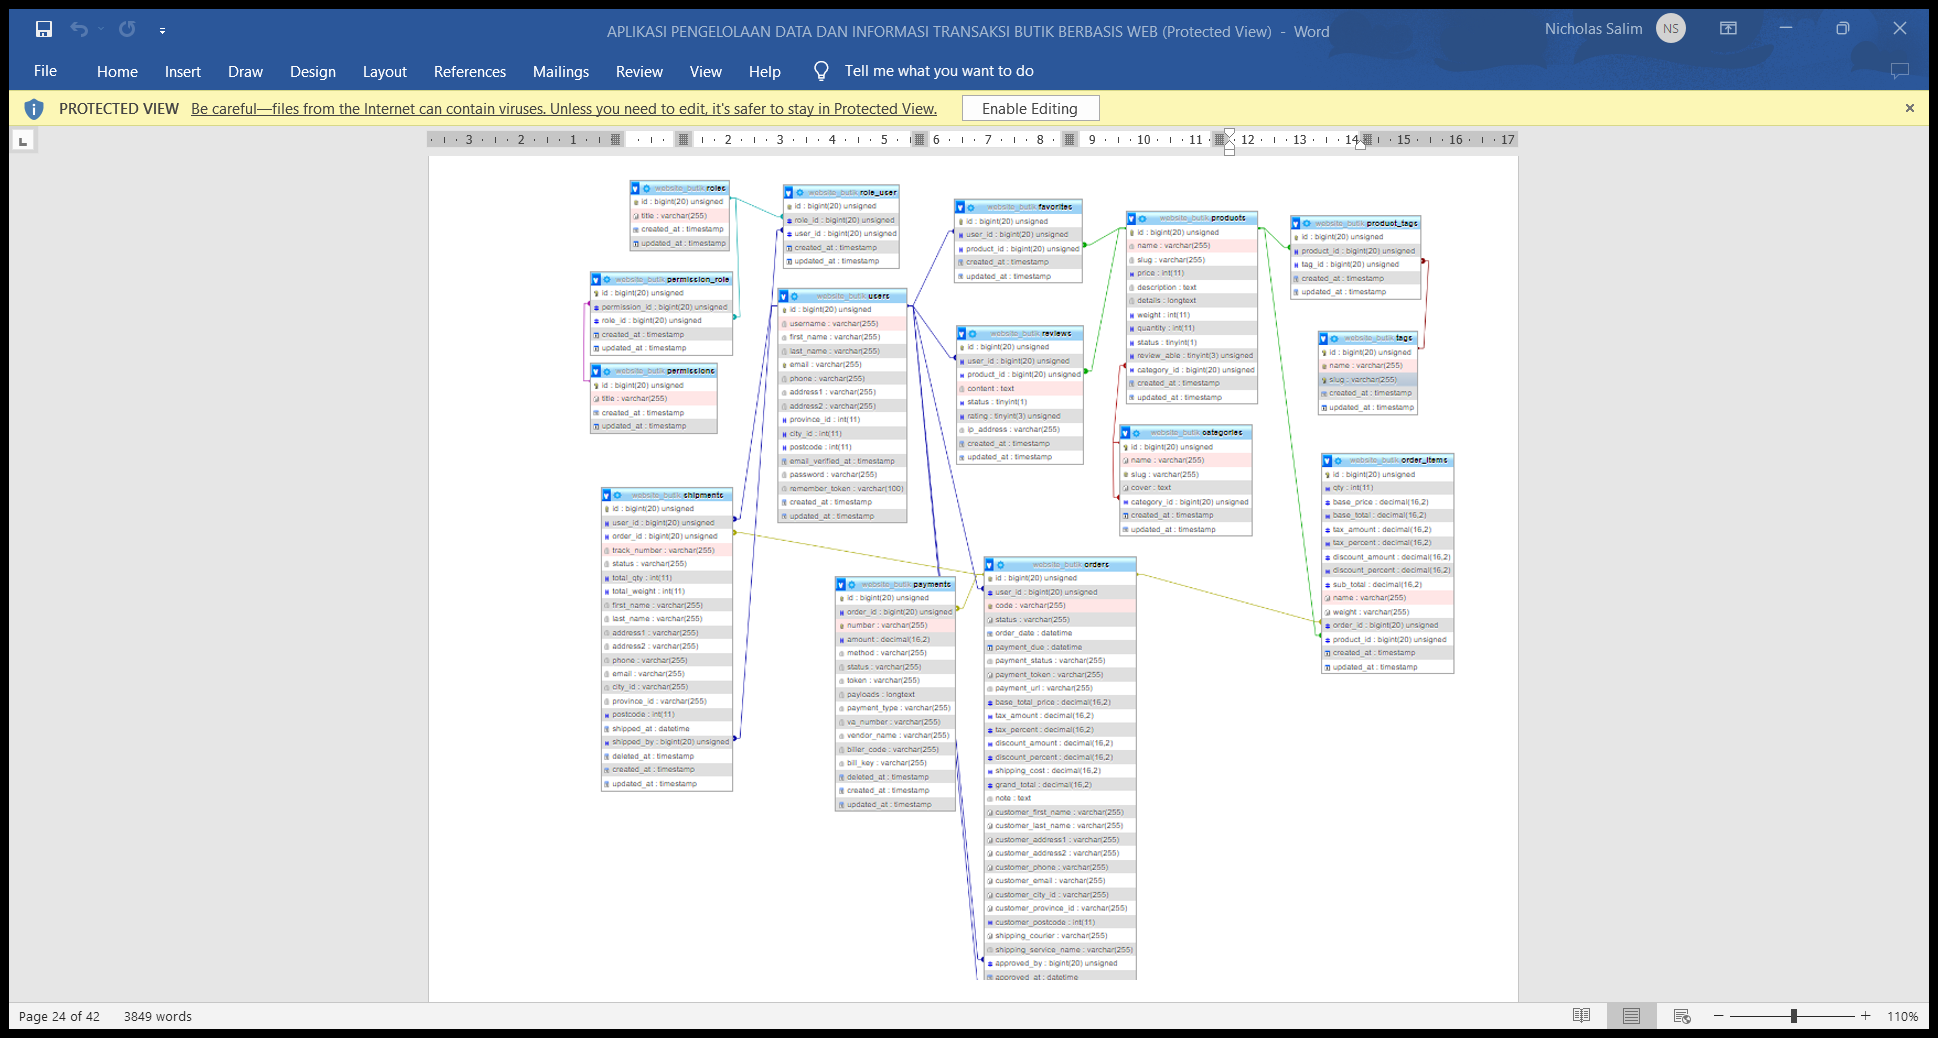 APLIKASI PENGELOLAAN DATA DAN INFORMASI TRANSAKSI BUTIK BERBASIS WEB (Protected View) - Word
Nicholas Salim
NS
File Home Insert Draw Design Layout References Mailings Review View Help Tell me what you want to do
PROTECTED VIEW Be careful—files from the Internet can contain viruses. Unless you need to edit, it's safer to stay in Protected View. Enable Editing
3 2 1 2 3 4 5 6 7 8 9 10 11 12 13 14 15 16 17
website_butik roles
id : bigint(20) unsigned
title : varchar(255)
created_at : timestamp
updated_at : timestamp
website_butik role_user
id : bigint(20) unsigned
role_id : bigint(20) unsigned
user_id : bigint(20) unsigned
created_at : timestamp
updated_at : timestamp
website_butik favorites
id : bigint(20) unsigned
user_id : bigint(20) unsigned
product_id : bigint(20) unsigned
created_at : timestamp
updated_at : timestamp
website_butik products
id : bigint(20) unsigned
name : varchar(255)
slug : varchar(255)
price : int(11)
description : text
details : longtext
weight : int(11)
quantity : int(11)
status : tinyint(1)
review_able : tinyint(3) unsigned
category_id : bigint(20) unsigned
created_at : timestamp
updated_at : timestamp
website_butik product_tags
id : bigint(20) unsigned
product_id : bigint(20) unsigned
tag_id : bigint(20) unsigned
created_at : timestamp
updated_at : timestamp
website_butik permission_role
id : bigint(20) unsigned
permission_id : bigint(20) unsigned
role_id : bigint(20) unsigned
created_at : timestamp
updated_at : timestamp
website_butik users
id : bigint(20) unsigned
username : varchar(255)
first_name : varchar(255)
last_name : varchar(255)
email : varchar(255)
phone : varchar(255)
address1 : varchar(255)
address2 : varchar(255)
province_id : int(11)
city_id : int(11)
postcode : int(11)
email_verified_at : timestamp
password : varchar(255)
remember_token : varchar(100)
created_at : timestamp
updated_at : timestamp
website_butik reviews
id : bigint(20) unsigned
user_id : bigint(20) unsigned
product_id : bigint(20) unsigned
content : text
status : tinyint(1)
rating : tinyint(3) unsigned
ip_address : varchar(255)
created_at : timestamp
updated_at : timestamp
website_butik tags
id : bigint(20) unsigned
name : varchar(255)
slug : varchar(255)
created_at : timestamp
updated_at : timestamp
website_butik permissions
id : bigint(20) unsigned
title : varchar(255)
created_at : timestamp
updated_at : timestamp
website_butik categories
id : bigint(20) unsigned
name : varchar(255)
slug : varchar(255)
cover : text
category_id : bigint(20) unsigned
created_at : timestamp
updated_at : timestamp
website_butik order_items
id : bigint(20) unsigned
qty : int(11)
base_price : decimal(16,2)
base_total : decimal(16,2)
tax_amount : decimal(16,2)
tax_percent : decimal(16,2)
discount_amount : decimal(16,2)
discount_percent : decimal(16,2)
sub_total : decimal(16,2)
name : varchar(255)
weight : varchar(255)
order_id : bigint(20) unsigned
product_id : bigint(20) unsigned
created_at : timestamp
updated_at : timestamp
website_butik shipments
id : bigint(20) unsigned
user_id : bigint(20) unsigned
order_id : bigint(20) unsigned
track_number : varchar(255)
status : varchar(255)
total_qty : int(11)
total_weight : int(11)
first_name : varchar(255)
last_name : varchar(255)
address1 : varchar(255)
address2 : varchar(255)
phone : varchar(255)
email : varchar(255)
city_id : varchar(255)
province_id : varchar(255)
postcode : int(11)
shipped_at : datetime
shipped_by : bigint(20) unsigned
deleted_at : timestamp
created_at : timestamp
updated_at : timestamp
website_butik payments
id : bigint(20) unsigned
order_id : bigint(20) unsigned
number : varchar(255)
amount : decimal(16,2)
method : varchar(255)
status : varchar(255)
token : varchar(255)
payloads : longtext
payment_type : varchar(255)
va_number : varchar(255)
vendor_name : varchar(255)
biller_code : varchar(255)
bill_key : varchar(255)
deleted_at : timestamp
created_at : timestamp
updated_at : timestamp
website_butik orders
id : bigint(20) unsigned
user_id : bigint(20) unsigned
code : varchar(255)
status : varchar(255)
order_date : datetime
payment_due : datetime
payment_status : varchar(255)
payment_token : varchar(255)
payment_url : varchar(255)
base_total_price : decimal(16,2)
tax_amount : decimal(16,2)
tax_percent : decimal(16,2)
discount_amount : decimal(16,2)
discount_percent : decimal(16,2)
shipping_cost : decimal(16,2)
grand_total : decimal(16,2)
note : text
customer_first_name : varchar(255)
customer_last_name : varchar(255)
customer_address1 : varchar(255)
customer_address2 : varchar(255)
customer_phone : varchar(255)
customer_email : varchar(255)
customer_city_id : varchar(255)
customer_province_id : varchar(255)
customer_postcode : int(11)
shipping_courier : varchar(255)
shipping_service_name : varchar(255)
approved_by : bigint(20) unsigned
approved_at : datetime
Page 24 of 42 3849 words
110%